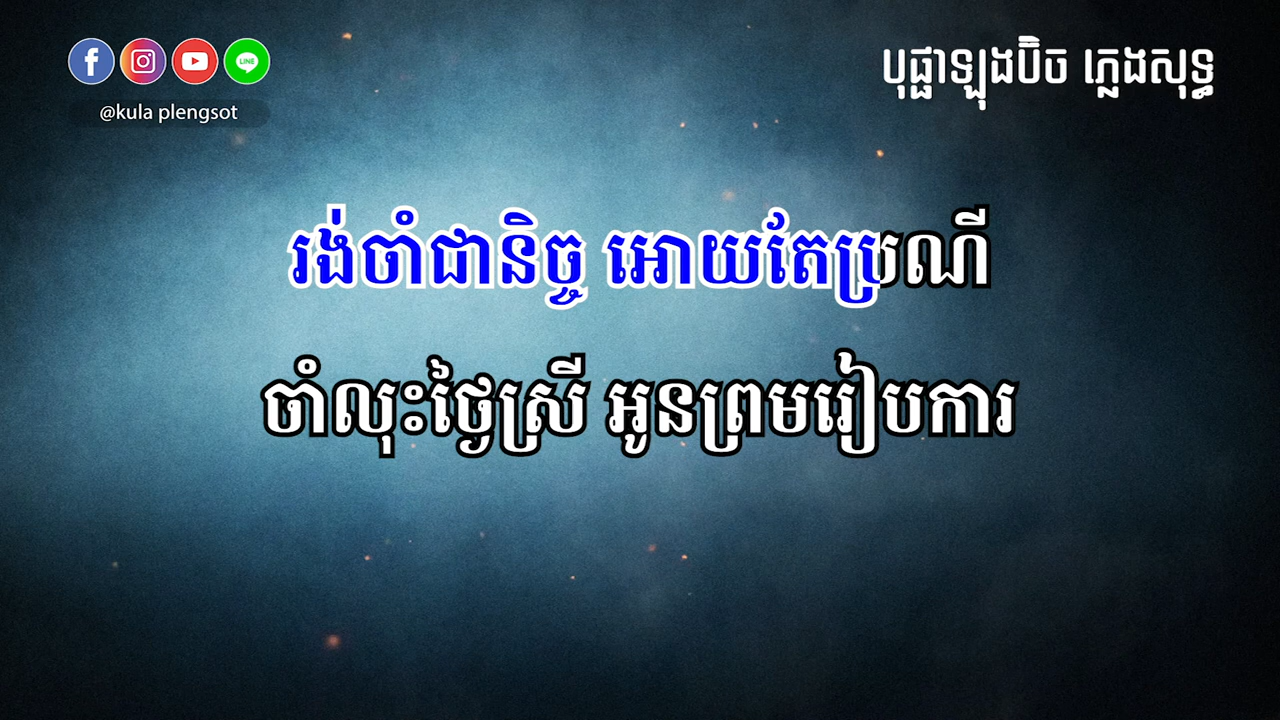 បុផ្ផាឡុងប៊ិច ភ្លេងសុទ្ធ
LINE
@kula plengsot
រង់ចាំជានិច្ច អោយតែប្រណី
ចាំលុះថ្ងៃស្រី អូនព្រមរៀបការ